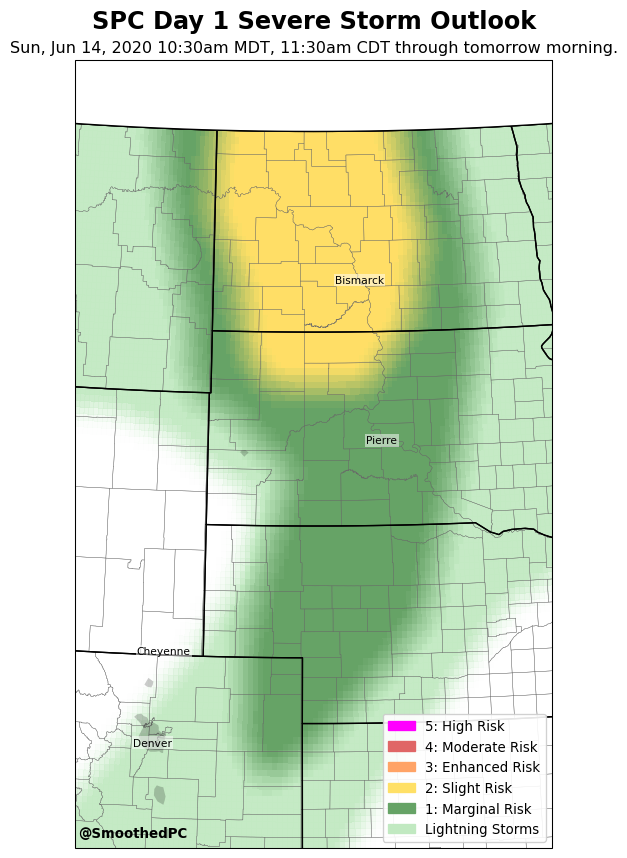 SPC Day 1 Severe Storm Outlook
Sun, Jun 14, 2020 10:30am MDT, 11:30am CDT through tomorrow morning.
Bismarck
Pierre
Cheyenne
Denver
5: High Risk
4: Moderate Risk
3: Enhanced Risk
2: Slight Risk
1: Marginal Risk
Lightning Storms
@SmoothedPC